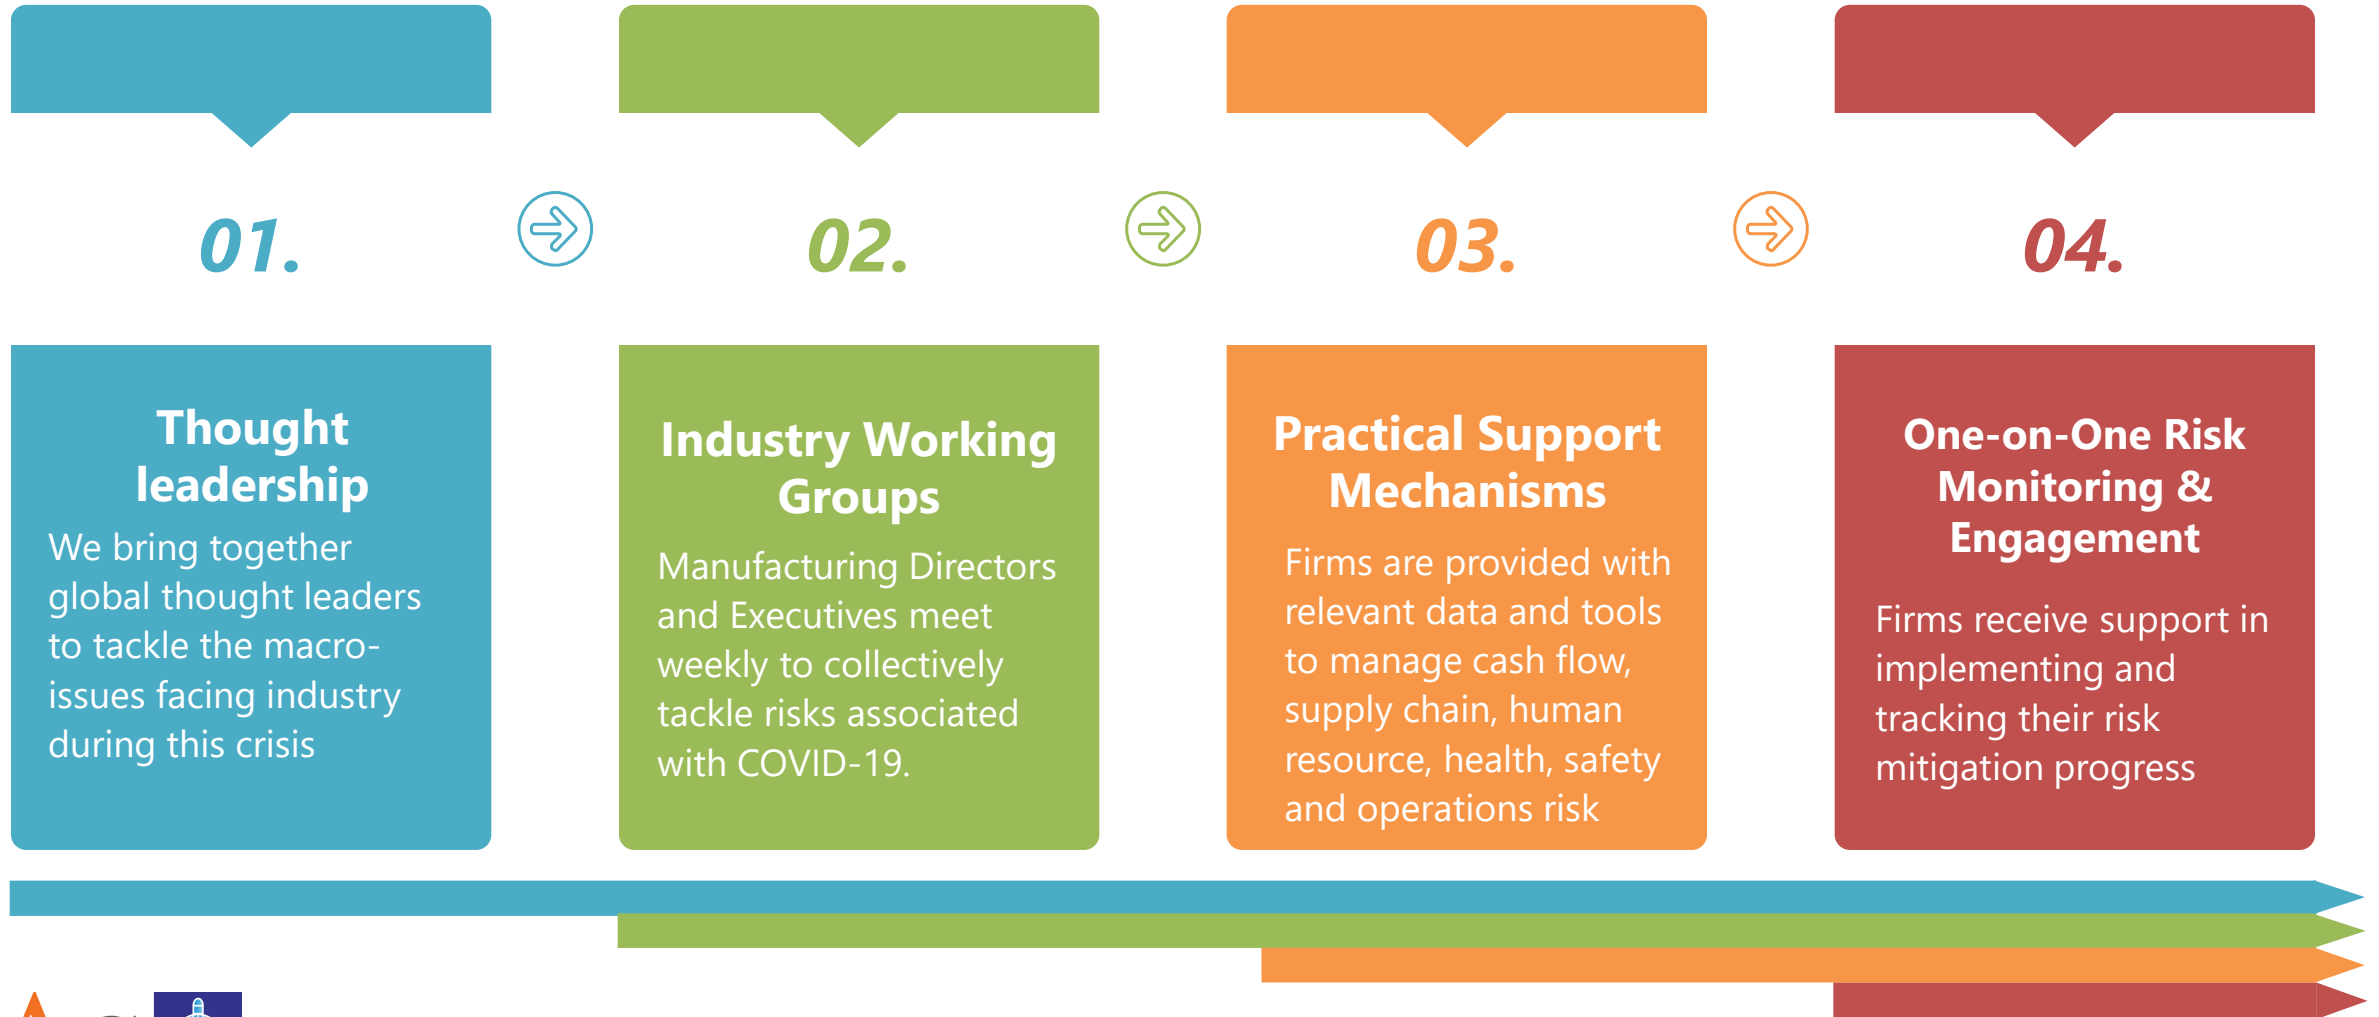 01.
02.
03.
04.
Thought
leadership
We bring together
global thought leaders
to tackle the macro-
issues facing industry
during this crisis
Industry Working
Groups
Manufacturing Directors
and Executives meet
weekly to collectively
tackle risks associated
with COVID-19.
Practical Support
Mechanisms
Firms are provided with
relevant data and tools
to manage cash flow,
supply chain, human
resource, health, safety
and operations risk
One-on-One Risk
Monitoring &
Engagement
Firms receive support in
implementing and
tracking their risk
mitigation progress